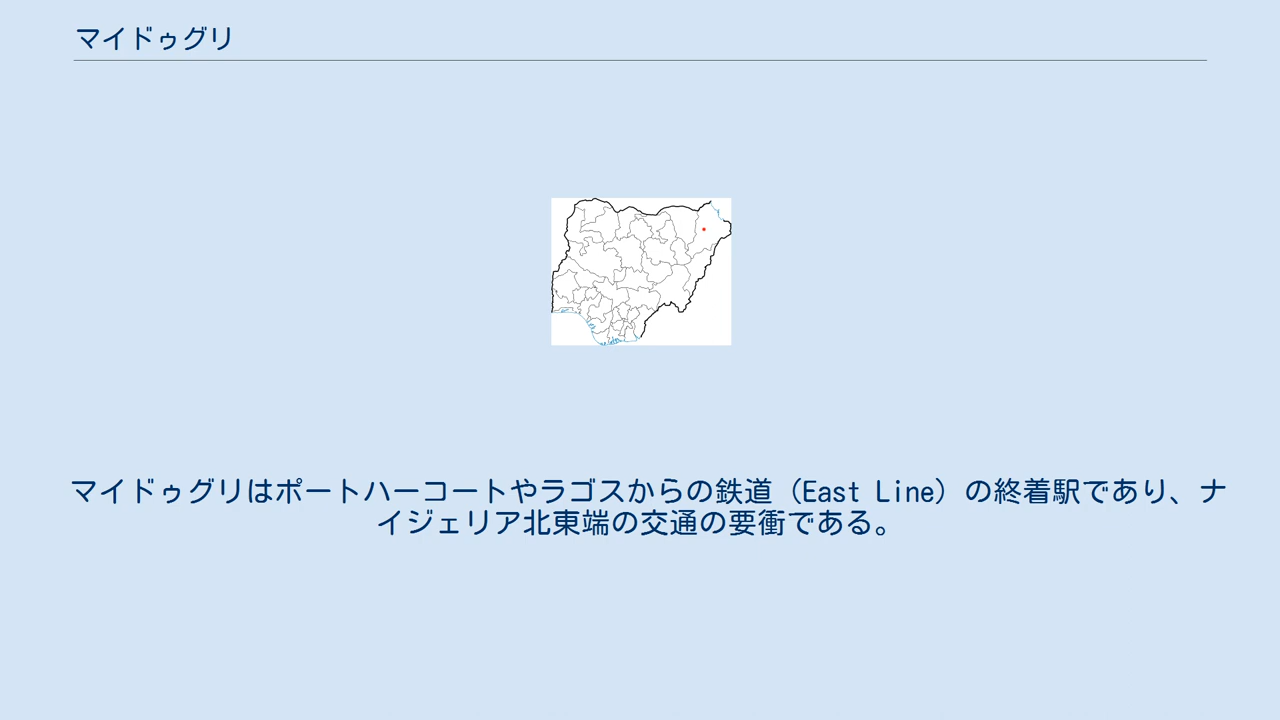 マイドゥグリ
マイドゥグリはポートハーコートやラゴスからの鉄道（East Line）の終着駅であり、ナ
イジェリア北東端の交通の要衝である。